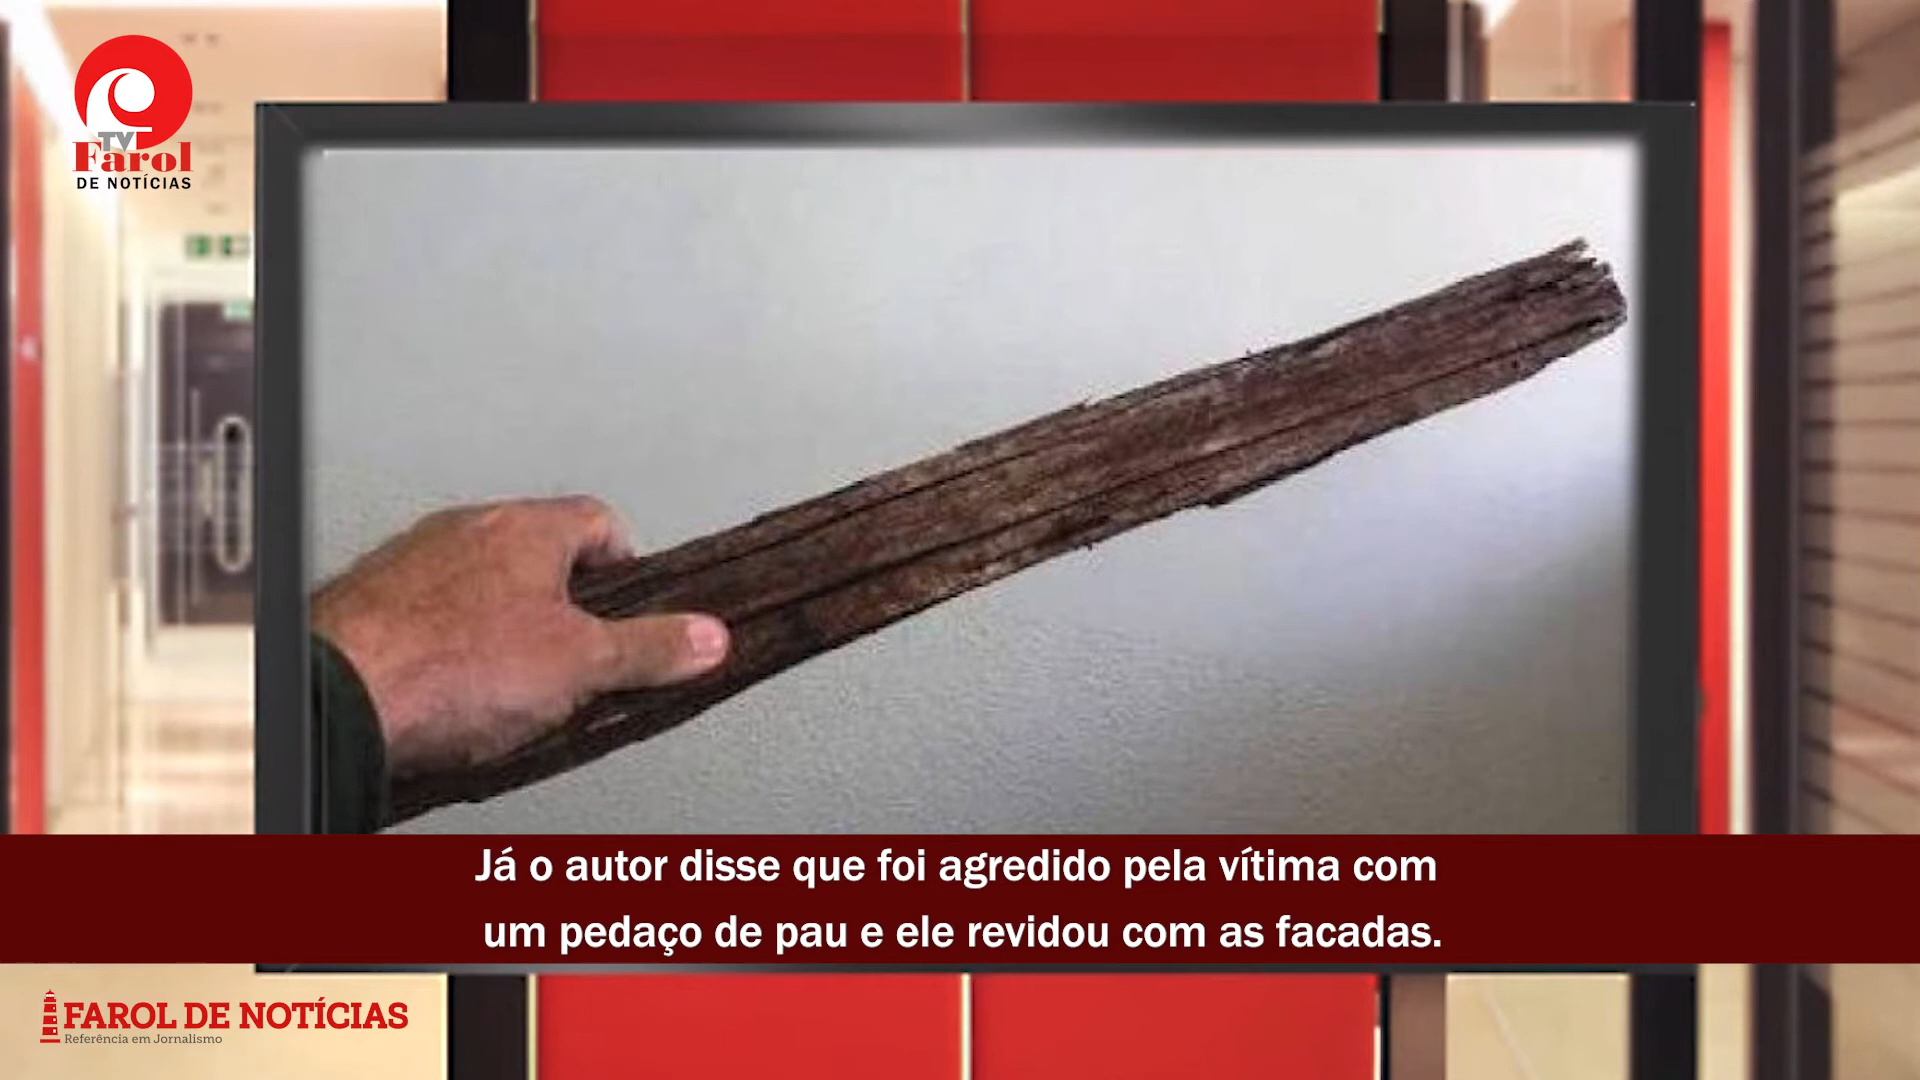 TV
Farol
DE NOTÍCIAS
Já o autor disse que foi agredido pela vítima com
um pedaço de pau e ele revidou com as facadas.
FAROL DE NOTÍCIAS
Referência em Jornalismo